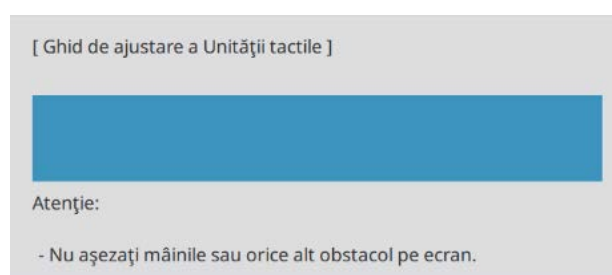 [ Ghid de ajustare a Unităţii tactile ]
Atenţie:
- Nu aşezaţi mâinile sau orice alt obstacol pe ecran.